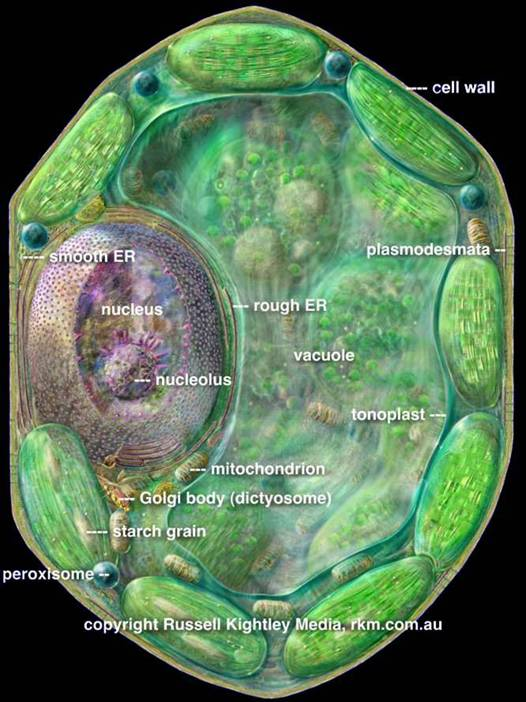 --- cell wall
plasmodesmata --
---- smooth ER
nucleus
--- rough ER
vacuole
--- nucleolus
tonoplast ---
--- mitochondrion
--- Golgi body (dictyosome)
---- starch grain
peroxisome --
copyright Russell Kightley Media, rkm.com.au